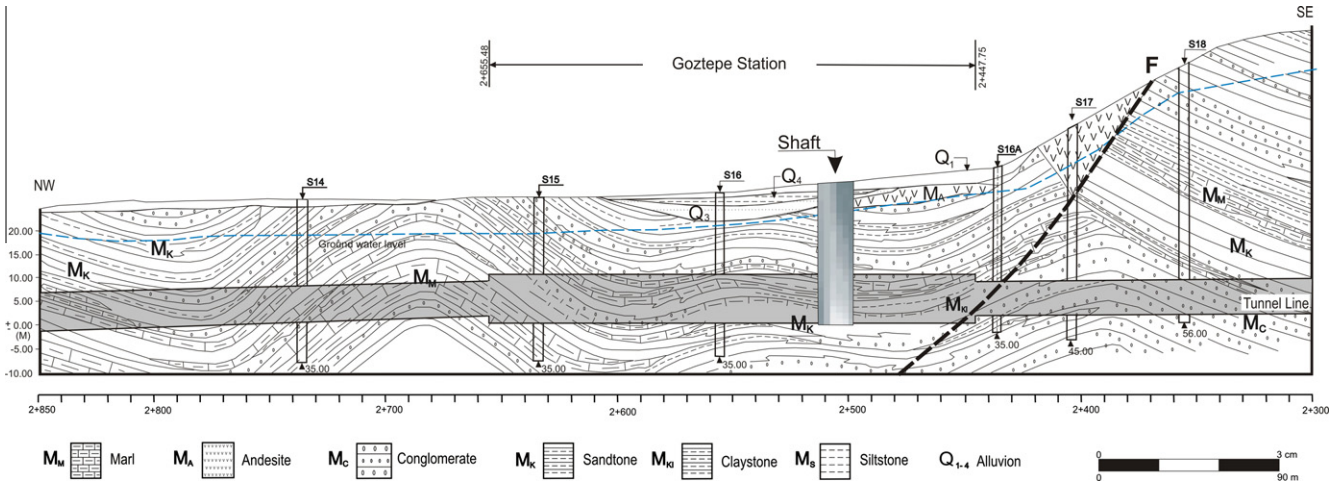 SE
S18
F
2+655.48
Goztepe Station
2+447.75
S17
Shaft
Q1
S16A
NW
S14
S15
S16
Q4
MA
Q3
MM
20.00
15.00
10.00
5.00
± 0.00
(M)
-5.00
-10.00
MK
Ground water layel
MK
MK
MM
MKI
MK
Tunnel Line
MC
35.00
35.00
35.00
35.00
45.00
56.00
2+850
2+800
2+700
2+600
2+500
2+400
2+300
MM Marl
MA Andesite
MC Conglomerate
MK Sandtone
MKI Claystone
MS Siltstone
Q1-4 Alluvion
0 3 cm
0 90 m